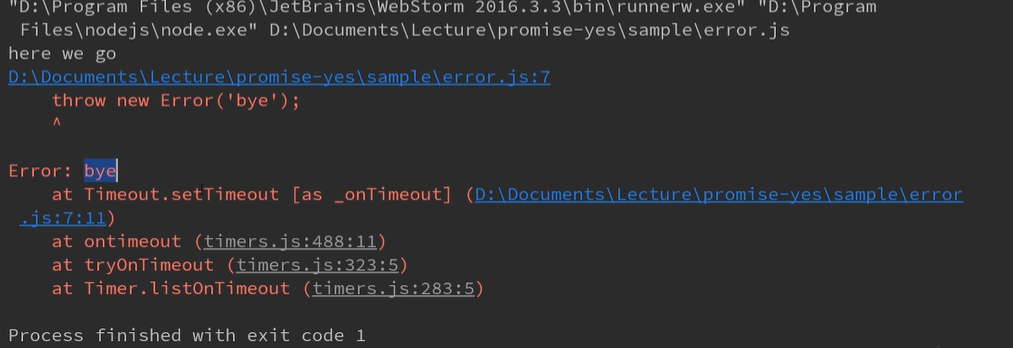 "D:\Program Files (x86)\JetBrains\WebStorm 2016.3.3\bin\runnerw.exe" "D:\Program
Files\nodejs\node.exe" D:\Documents\Lecture\promise-yes\sample\error.js
here we go
D:\Documents\Lecture\promise-yes\sample\error.js:7
throw new Error('bye');
^
Error: bye
at Timeout.setTimeout [as _onTimeout] (D:\Documents\Lecture\promise-yes\sample\error
.js:7:11)
at ontimeout (timers.js:488:11)
at tryOnTimeout (timers.js:323:5)
at Timer.listOnTimeout (timers.js:283:5)
Process finished with exit code 1